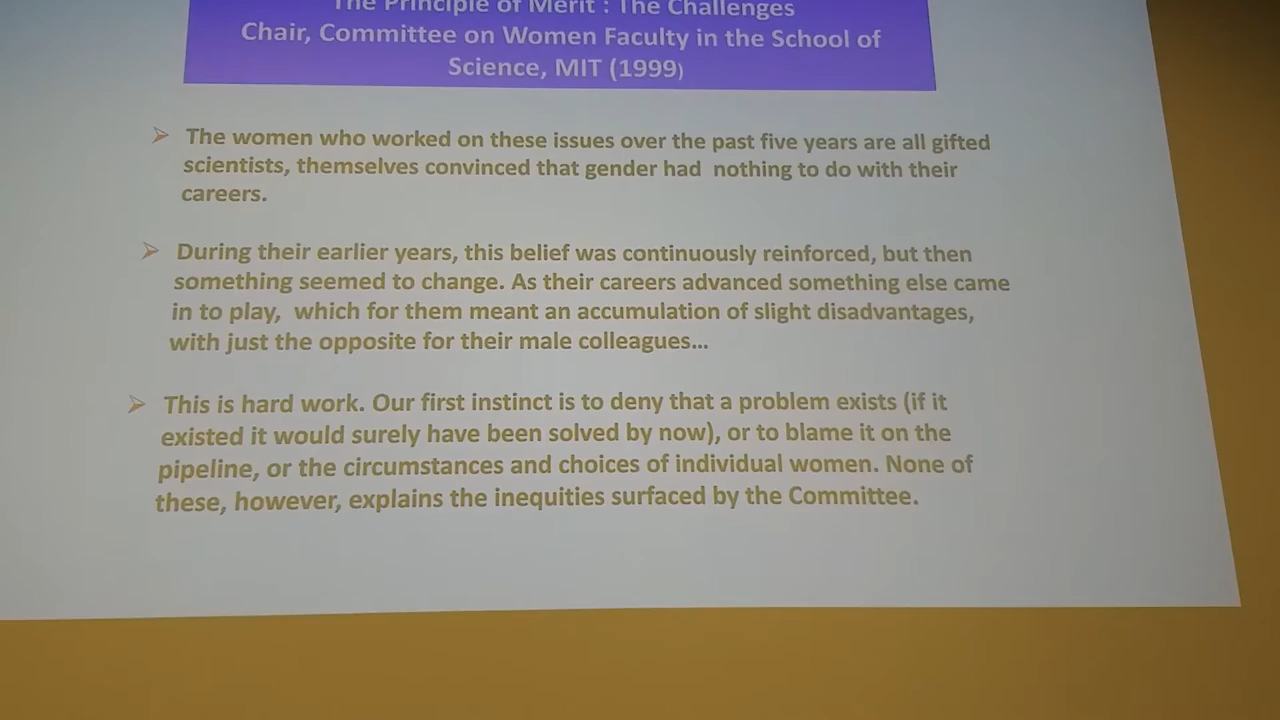 The Principle of Merit : The Challenges
Chair, Committee on Women Faculty in the School of
Science, MIT (1999)
The women who worked on these issues over the past five years are all gifted
scientists, themselves convinced that gender had nothing to do with their
careers.
During their earlier years, this belief was continuously reinforced, but then
something seemed to change. As their careers advanced something else came
in to play, which for them meant an accumulation of slight disadvantages,
with just the opposite for their male colleagues...
This is hard work. Our first instinct is to deny that a problem exists (if it
existed it would surely have been solved by now), or to blame it on the
pipeline, or the circumstances and choices of individual women. None of
these, however, explains the inequities surfaced by the Committee.